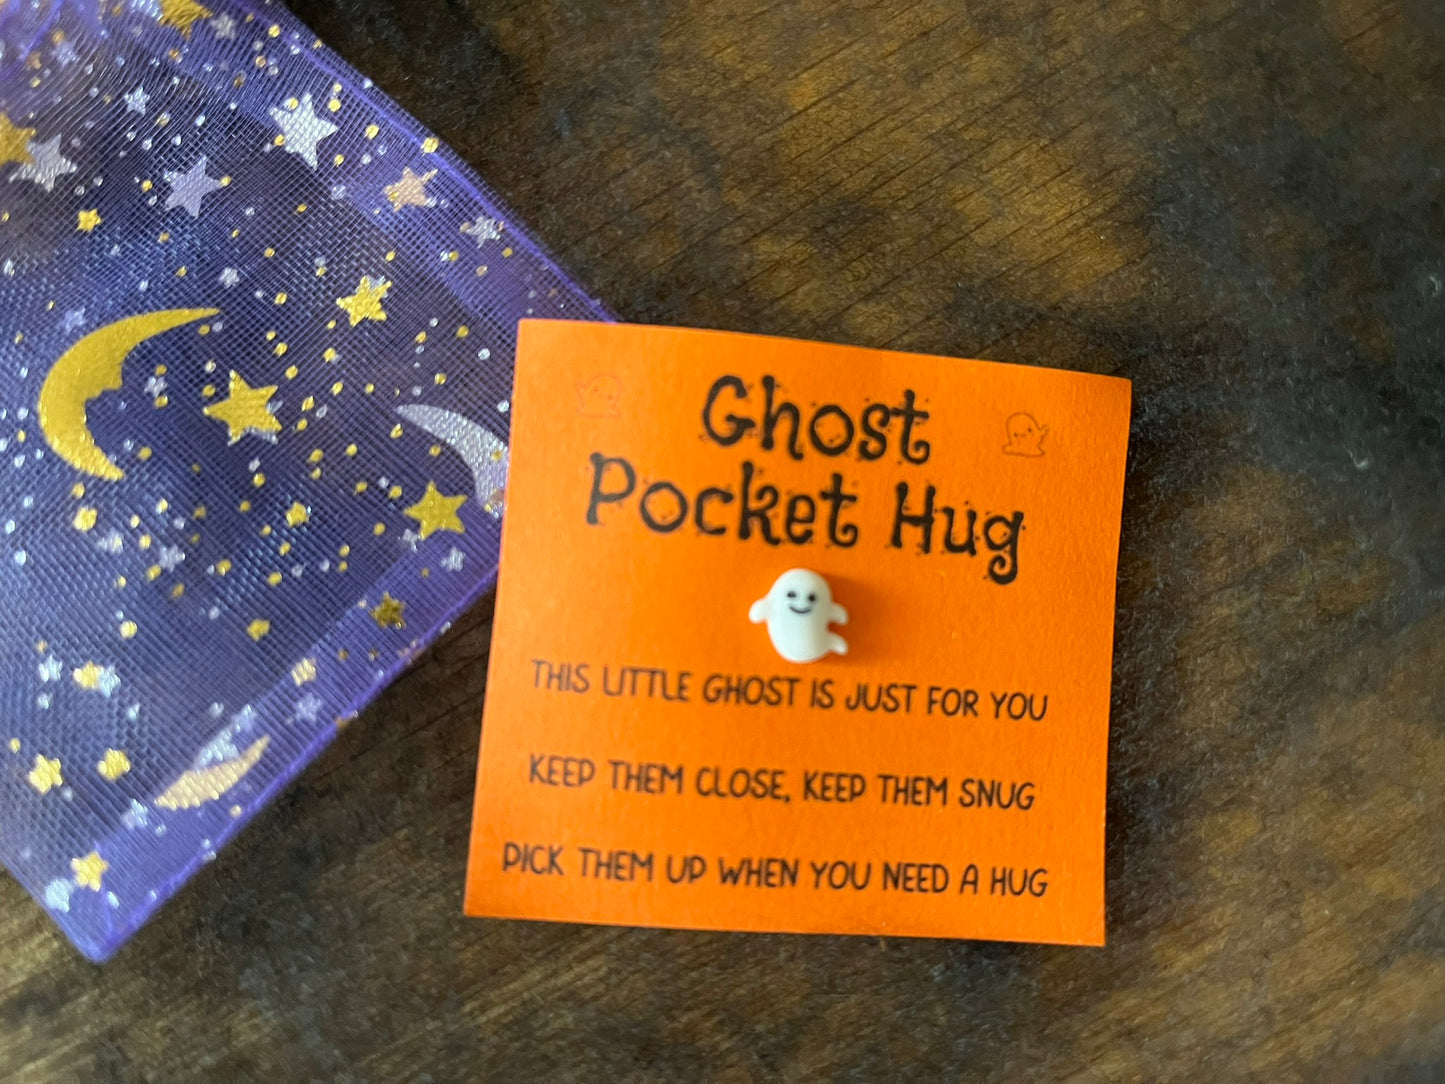 Ghost
Pocket Hug
THIS LITTLE GHOST IS JUST FOR YOU
KEEP THEM CLOSE, KEEP THEM SNUG
PICK THEM UP WHEN YOU NEED A HUG